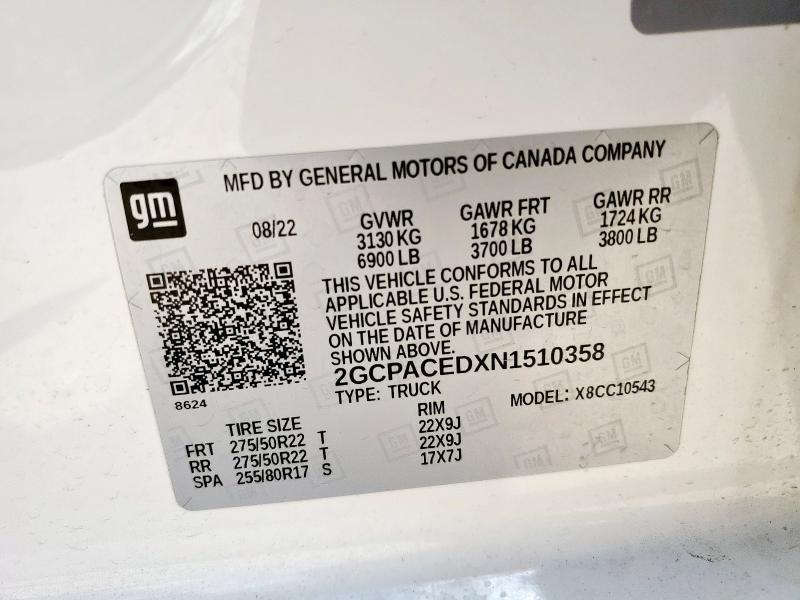 gm
MFD BY GENERAL MOTORS OF CANADA COMPANY
08/22 GVWR GAWR FRT GAWR RR
3130 KG 1678 KG 1724 KG
6900 LB 3700 LB 3800 LB
THIS VEHICLE CONFORMS TO ALL
APPLICABLE U.S. FEDERAL MOTOR
VEHICLE SAFETY STANDARDS IN EFFECT
ON THE DATE OF MANUFACTURE
SHOWN ABOVE.
2GCPACEDXN1510358
8624
TYPE: TRUCK MODEL: X8CC10543
TIRE SIZE RIM
FRT 275/50R22 T 22X9J
RR 275/50R22 T 22X9J
SPA 255/80R17 S 17X7J